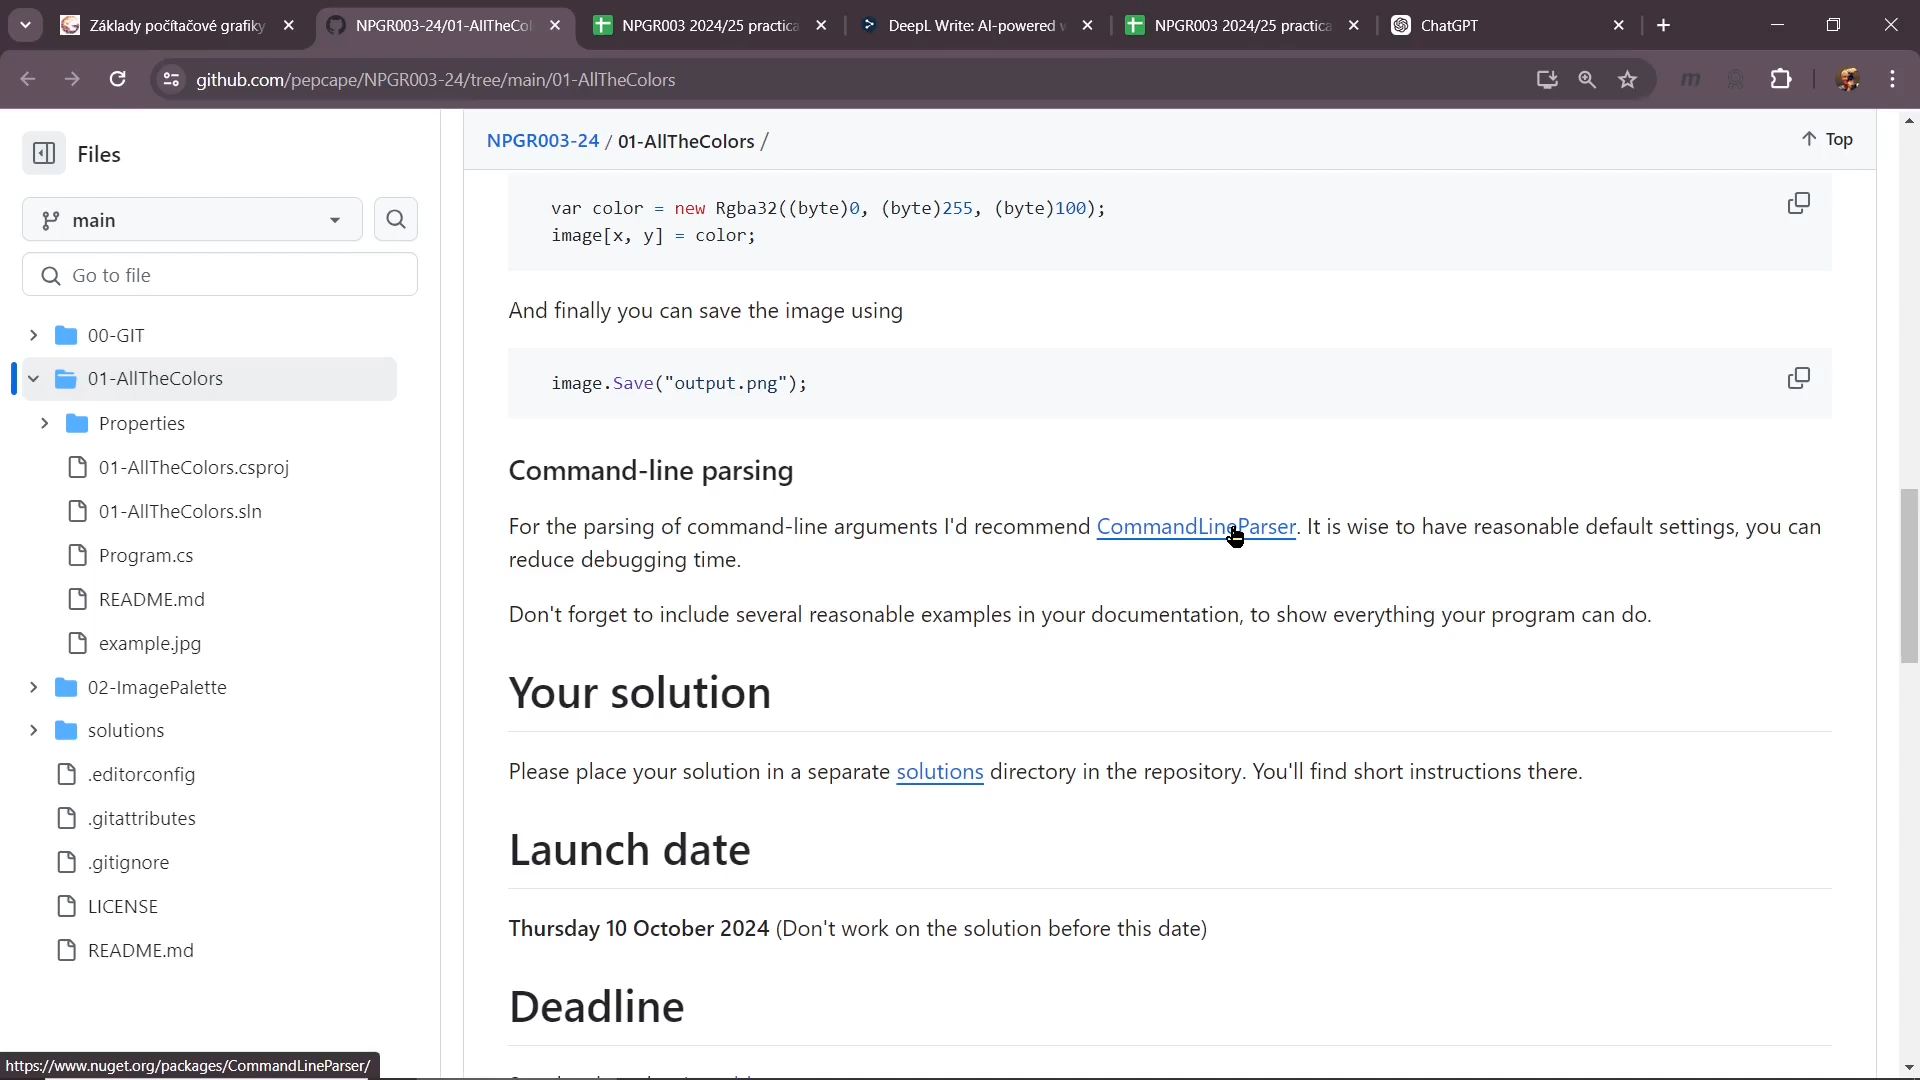 Základy počítačové grafiky
NPGR003-24/01-AllTheCol
NPGR003 2024/25 practica
DeepL Write: AI-powered
NPGR003 2024/25 practica
ChatGPT
github.com/pepcape/NPGR003-24/tree/main/01-AllTheColors
Files
main
Go to file
00-GIT
01-AllTheColors
Properties
01-AllTheColors.csproj
01-AllTheColors.sln
Program.cs
README.md
example.jpg
02-ImagePalette
solutions
.editorconfig
.gitattributes
.gitignore
LICENSE
README.md
https://www.nuget.org/packages/CommandLineParser/
NPGR003-24 / 01-AllTheColors /
Top
var color = new Rgba32((byte)0, (byte)255, (byte)100);
image[x, y] = color;
And finally you can save the image using
image.Save("output.png");
Command-line parsing
For the parsing of command-line arguments I'd recommend CommandLineParser. It is wise to have reasonable default settings, you can
reduce debugging time.
Don't forget to include several reasonable examples in your documentation, to show everything your program can do.
Your solution
Please place your solution in a separate solutions directory in the repository. You'll find short instructions there.
Launch date
Thursday 10 October 2024 (Don't work on the solution before this date)
Deadline